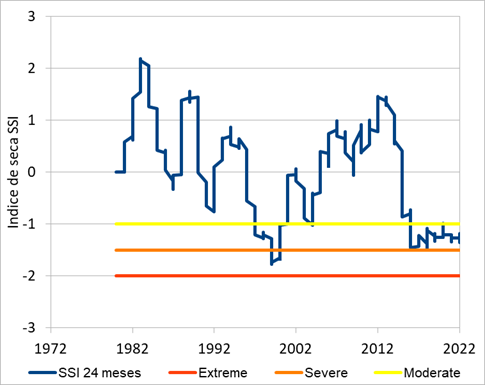 3
2
1
0
-1
-2
-3
Indice de seca SSI
1972 1982 1992 2002 2012 2022
SSI 24 meses Extreme Severe Moderate